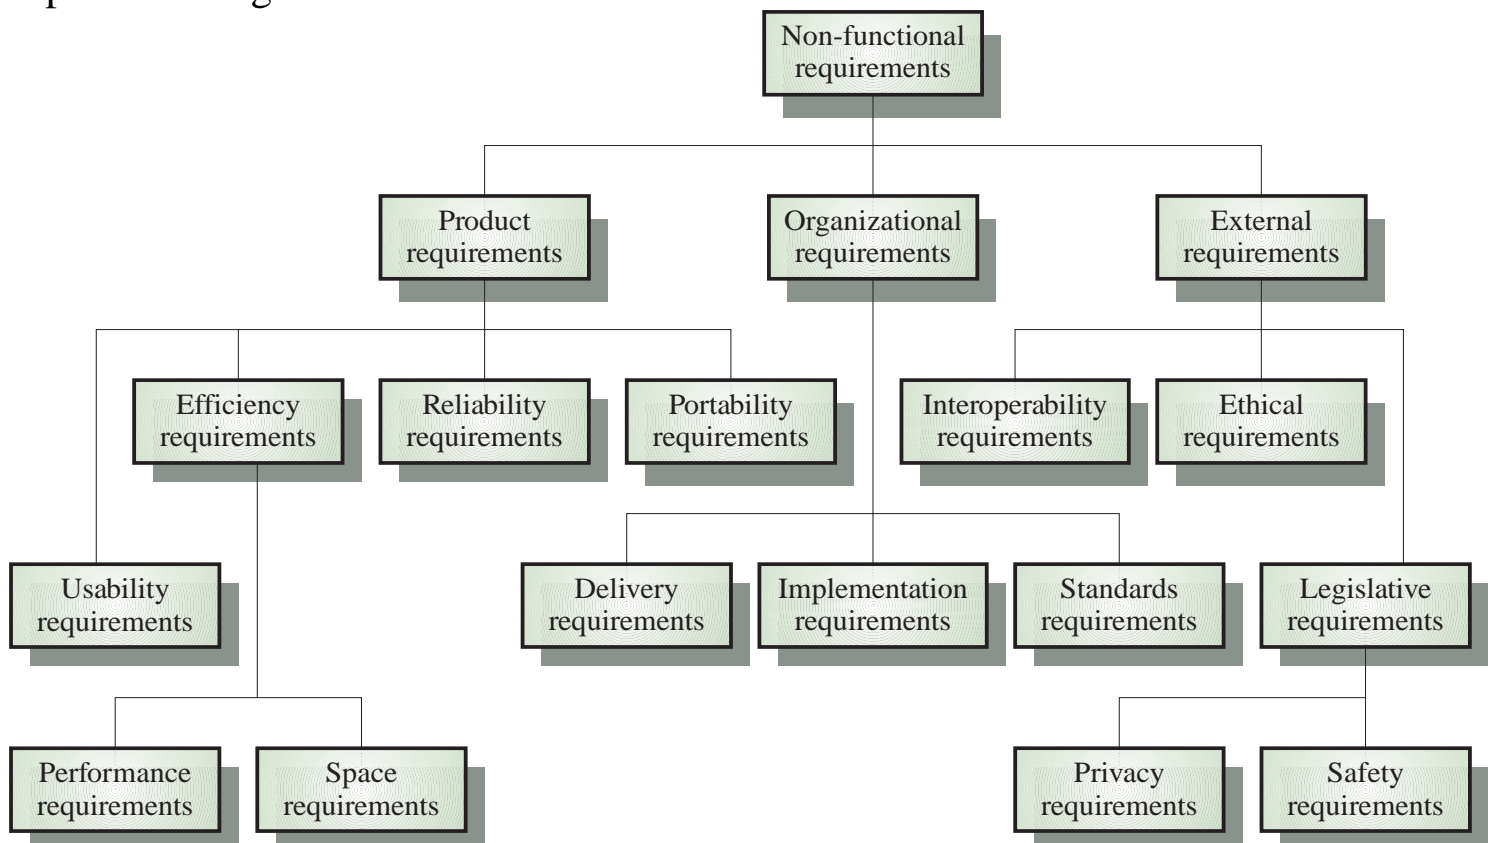 Non-functional
requirements
Product
requirements
Organizational
requirements
External
requirements
Efficiency
requirements
Reliability
requirements
Portability
requirements
Interoperability
requirements
Ethical
requirements
Usability
requirements
Delivery
requirements
Implementation
requirements
Standards
requirements
Legislative
requirements
Performance
requirements
Space
requirements
Privacy
requirements
Safety
requirements